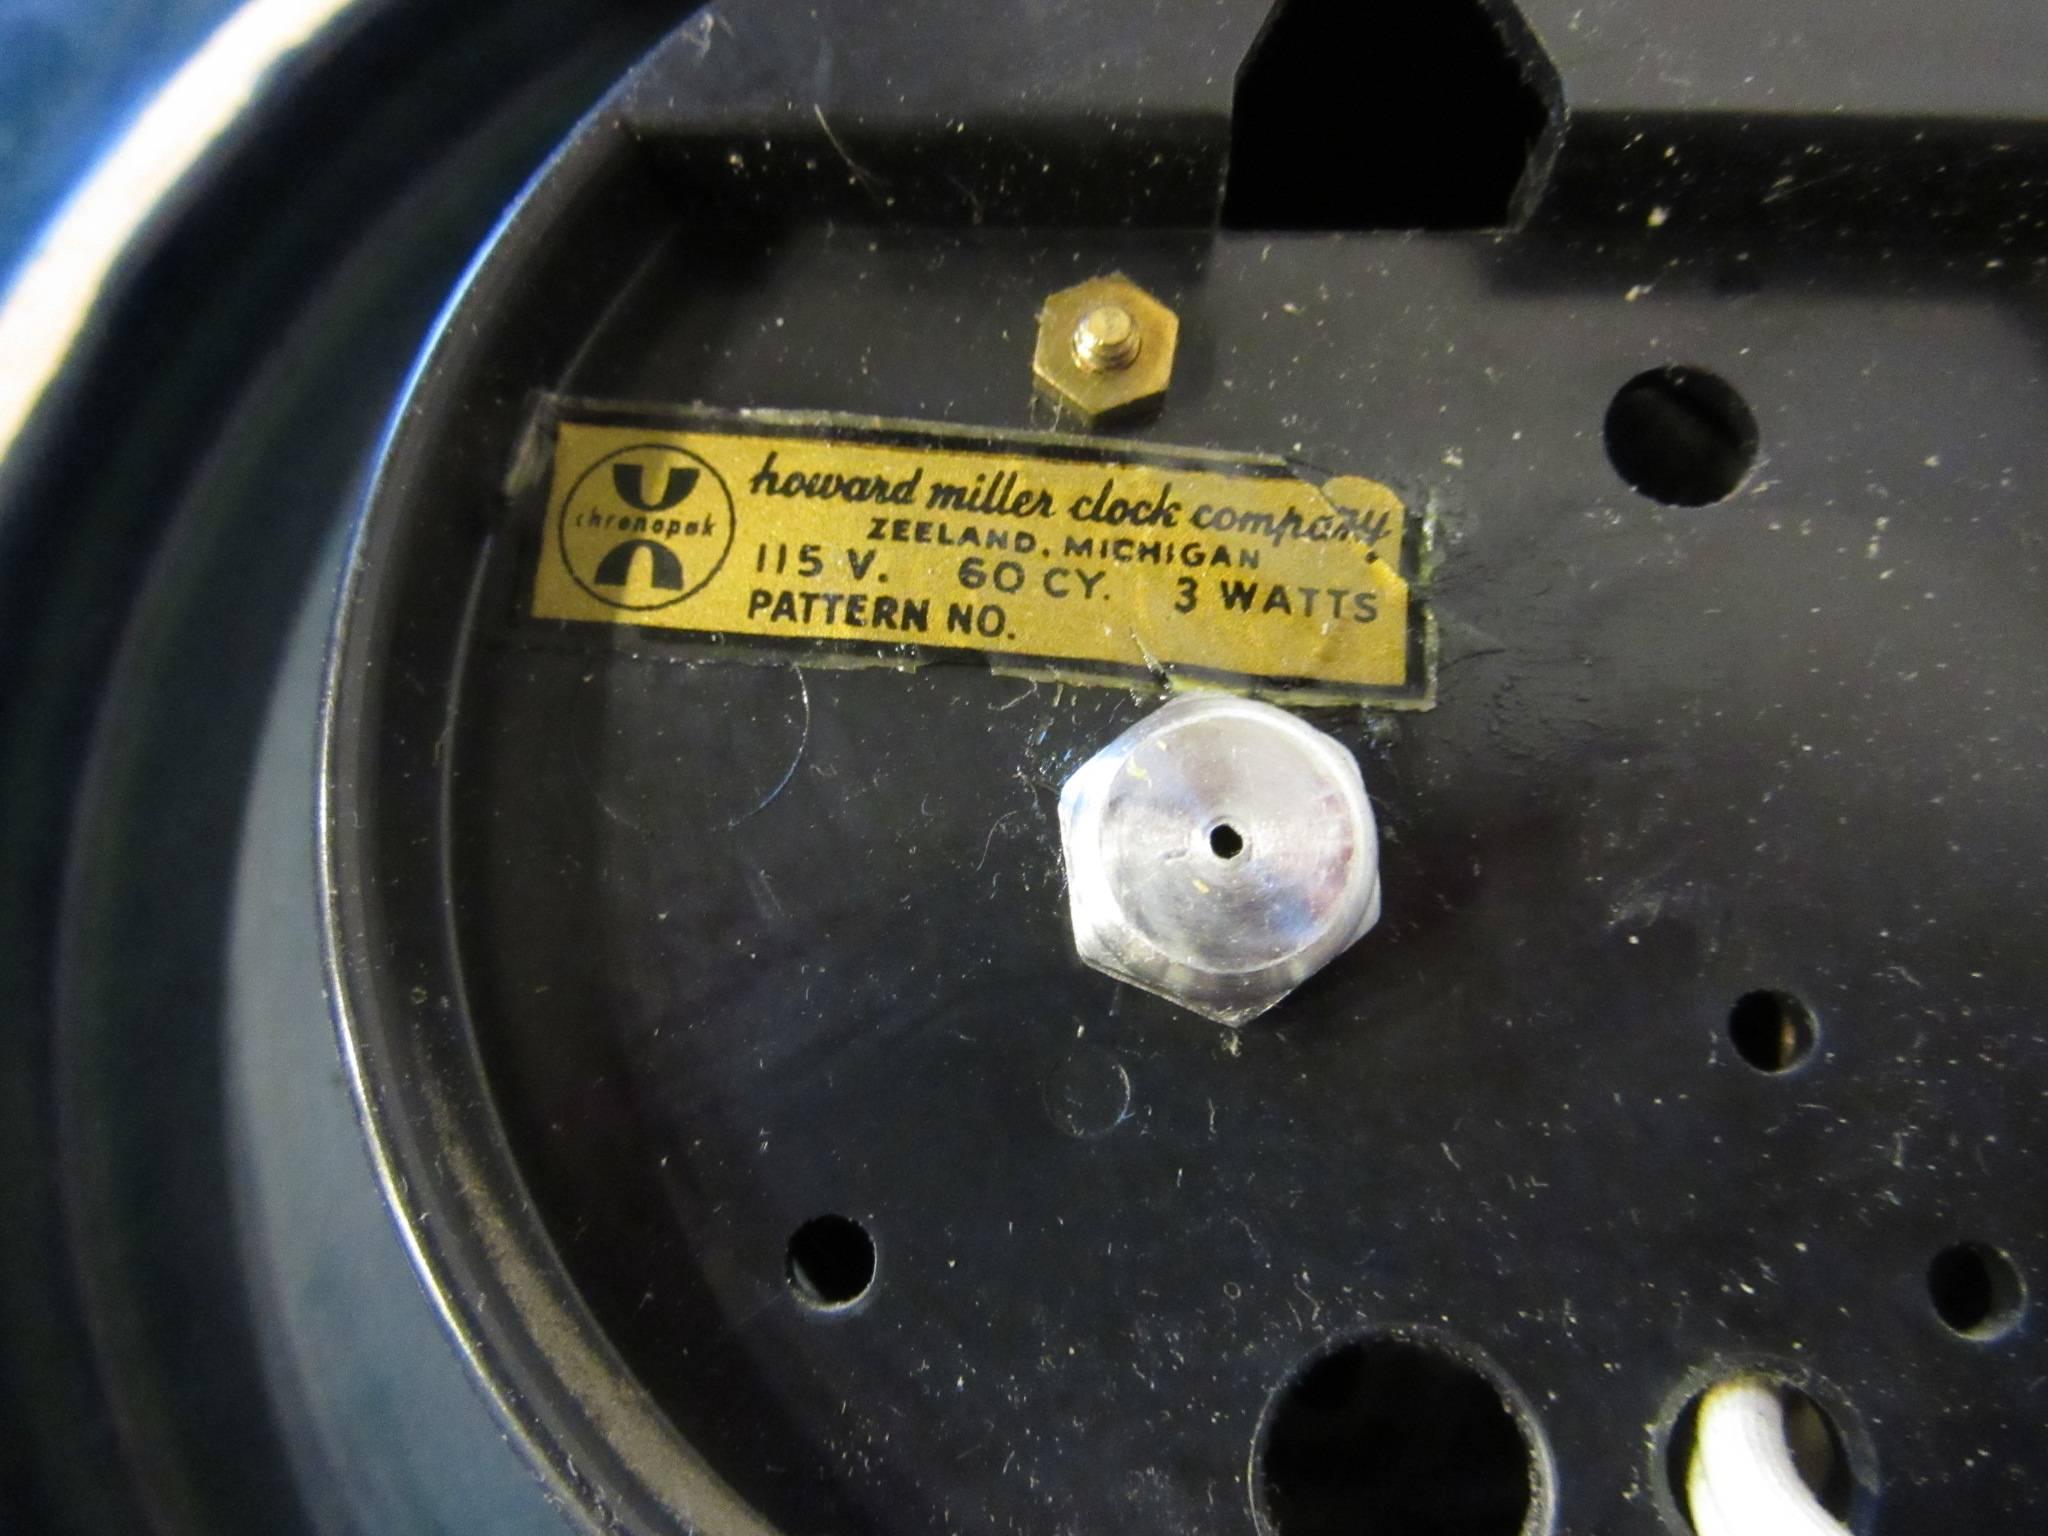 chronopak
howard miller clock company
ZEELAND, MICHIGAN
115 V. 60 CY. 3 WATTS
PATTERN NO.